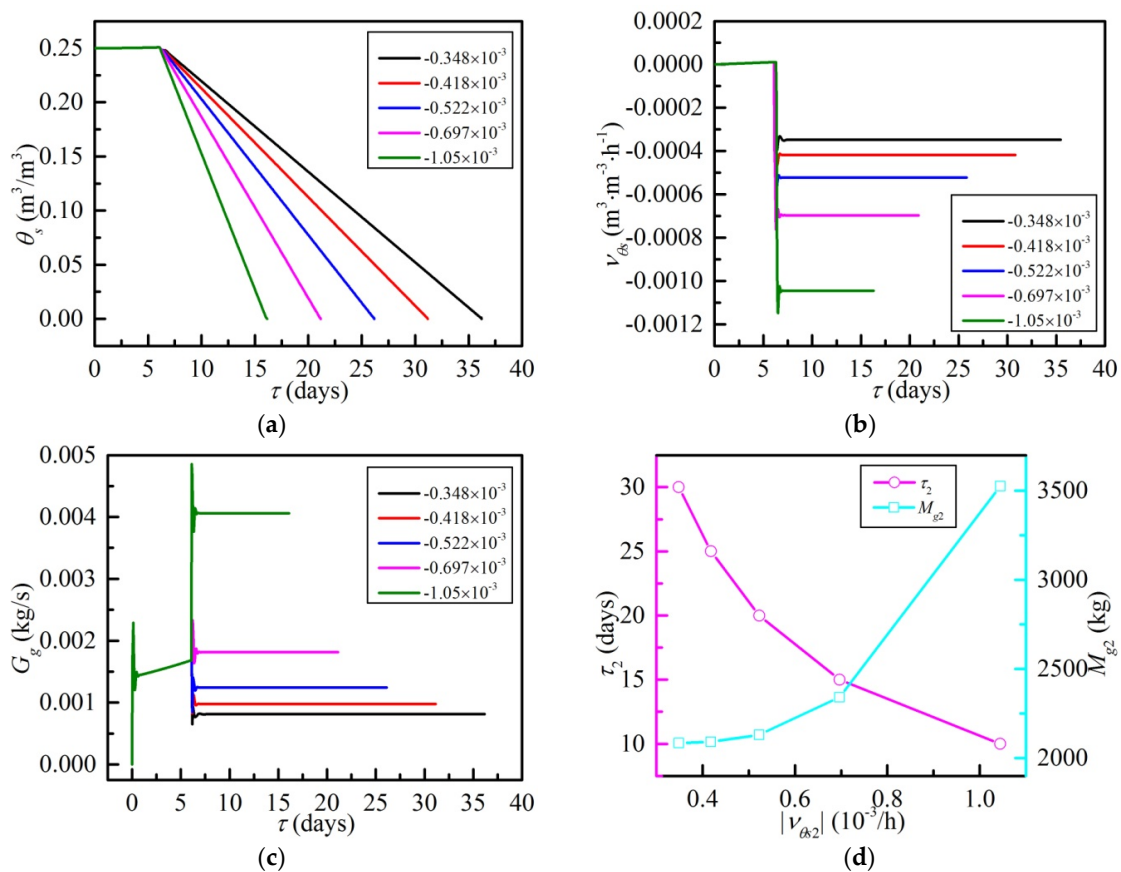 0.25
0.20
0.15
0.10
0.05
0.00
θs (m³/m³)
-0.348×10⁻³
-0.418×10⁻³
-0.522×10⁻³
-0.697×10⁻³
-1.05×10⁻³
0 5 10 15 20 25 30 35 40
τ (days)
(a)
0.0002
0.0000
-0.0002
-0.0004
-0.0006
-0.0008
-0.0010
-0.0012
vθs (m³·m⁻³·h⁻¹)
-0.348×10⁻³
-0.418×10⁻³
-0.522×10⁻³
-0.697×10⁻³
-1.05×10⁻³
0 5 10 15 20 25 30 35 40
τ (days)
(b)
0.005
0.004
0.003
0.002
0.001
0.000
Gg (kg/s)
-0.348×10⁻³
-0.418×10⁻³
-0.522×10⁻³
-0.697×10⁻³
-1.05×10⁻³
0 5 10 15 20 25 30 35 40
τ (days)
(c)
30
25
20
15
10
τ2 (days)
τ2
Mg2
3500
3000
2500
2000
Mg2 (kg)
0.4 0.6 0.8 1.0
|vθs2| (10⁻³/h)
(d)